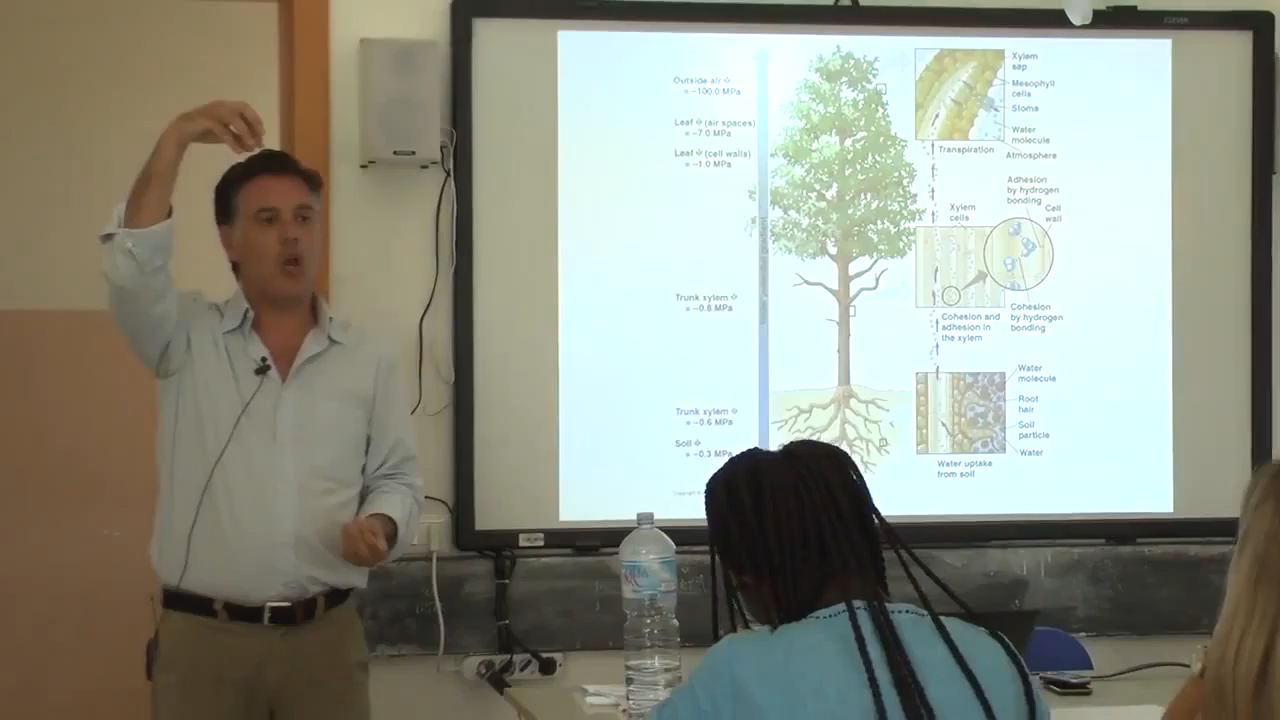 Outside air ψ
= –100.0 MPa
Leaf ψ (air spaces)
= –7.0 MPa
Leaf ψ (cell walls)
= –1.0 MPa
Trunk xylem ψ
= –0.8 MPa
Trunk xylem ψ
= –0.6 MPa
Soil ψ
= –0.3 MPa
Copyright ©
gradient
Xylem
sap
Mesophyll
cells
Stoma
Water
molecule
Atmosphere
Transpiration
Adhesion
by hydrogen
bonding
Xylem
cells
Cell
wall
Cohesion and
adhesion in
the xylem
Cohesion
by hydrogen
bonding
Water
molecule
Root
hair
Soil
particle
Water
Water uptake
from soil